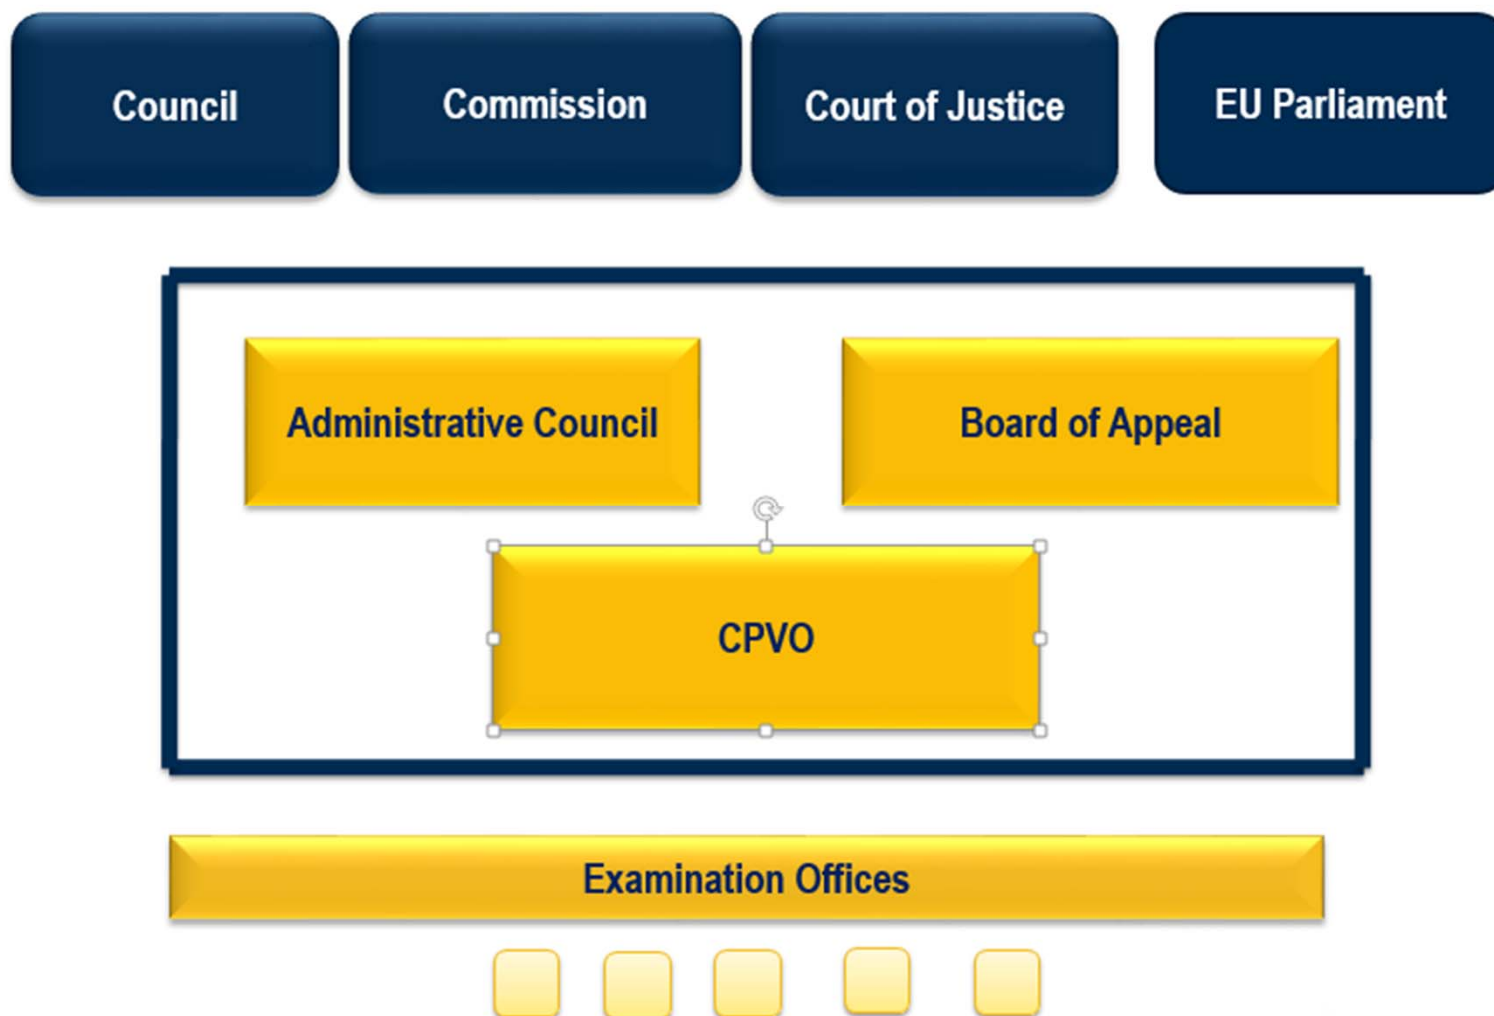 Council
Commission
Court of Justice
EU Parliament
Administrative Council
Board of Appeal
CPVO
Examination Offices